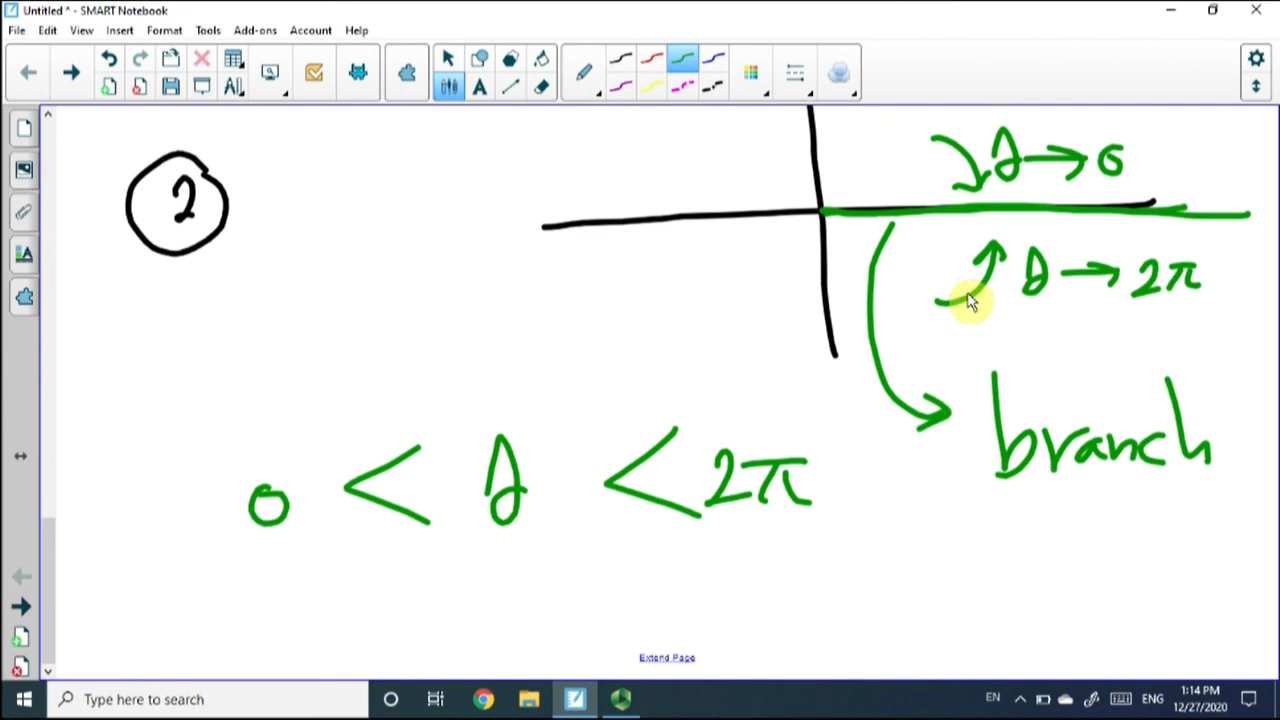 Untitled * - SMART Notebook
File Edit View Insert Format Tools Add-ons Account Help
2
θ → 0
θ → 2π
branch
0 < θ < 2π
Extend Page
Type here to search
EN
ENG
1:14 PM
12/27/2020